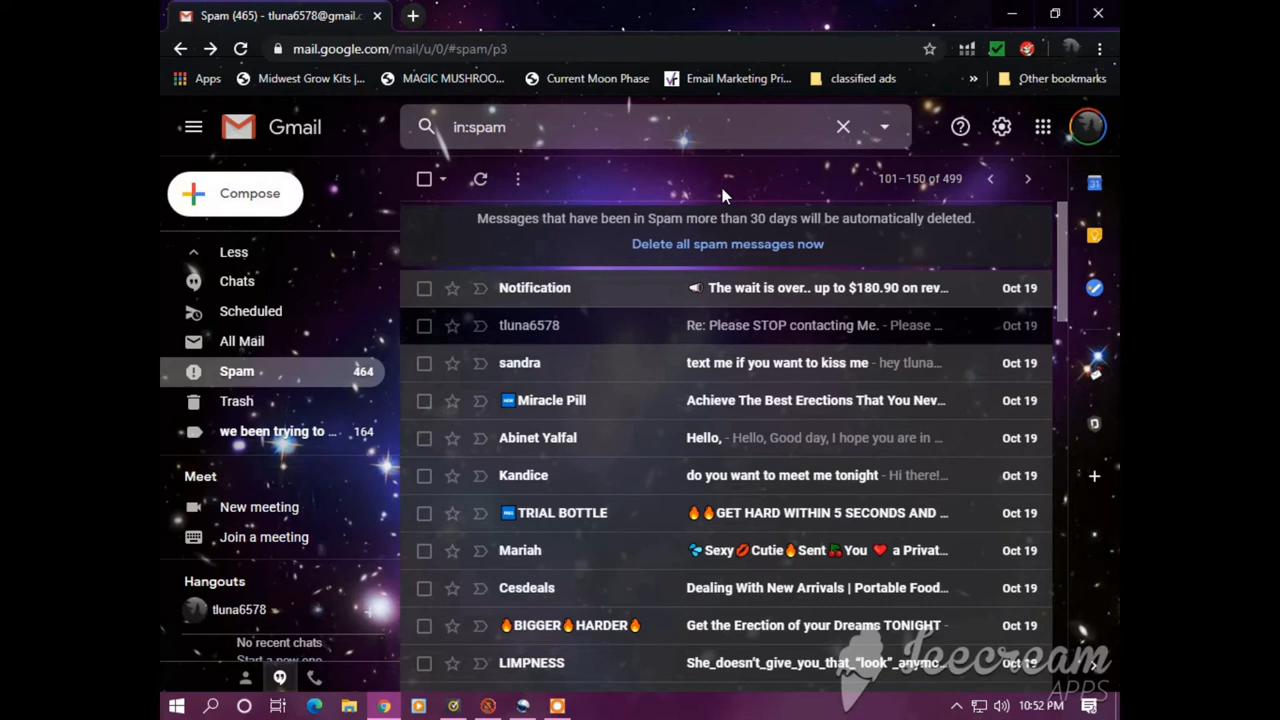 Spam (465) - tluna6578@gmail.c
mail.google.com/mail/u/0/#spam/p3
Apps Midwest Grow Kits |... MAGIC MUSHROO... Current Moon Phase Email Marketing Pri... classified ads » Other bookmarks
Gmail
in:spam
Compose
101–150 of 499
Messages that have been in Spam more than 30 days will be automatically deleted.
Delete all spam messages now
Less
Chats
Scheduled
All Mail
Spam 464
Trash
we been trying to ... 164
Meet
New meeting
Join a meeting
Hangouts
tluna6578
No recent chats
Start a new one
Notification 📢 The wait is over.. up to $180.90 on rev... Oct 19
tluna6578 Re: Please STOP contacting Me. - Please ... Oct 19
sandra text me if you want to kiss me - hey tluna... Oct 19
🆕 Miracle Pill Achieve The Best Erections That You Nev... Oct 19
Abinet Yalfal Hello, - Hello, Good day, I hope you are in ... Oct 19
Kandice do you want to meet me tonight - Hi there!... Oct 19
🆓 TRIAL BOTTLE 🔥🔥GET HARD WITHIN 5 SECONDS AND ... Oct 19
Mariah 💦Sexy💋Cutie🔥Sent🍒You ❤️ a Privat... Oct 19
Cesdeals Dealing With New Arrivals | Portable Food... Oct 19
🔥BIGGER🔥HARDER🔥 Get the Erection of your Dreams TONIGHT - Oct 19
LIMPNESS She_doesn't_give_you_that_"look"_anymo... Oct 19
Icecream
APPS
10:52 PM